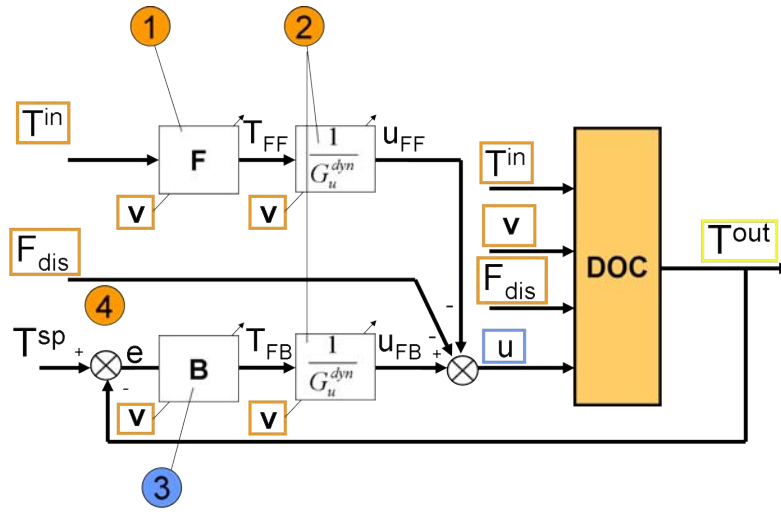 1
2
T^in
F
T_FF
1
G_u^dyn
u_FF
v
v
T^in
v
F_dis
DOC
T^out
F_dis
-
4
-
T^sp
+
e
-
B
T_FB
1
G_u^dyn
u_FB
+
u
v
v
3